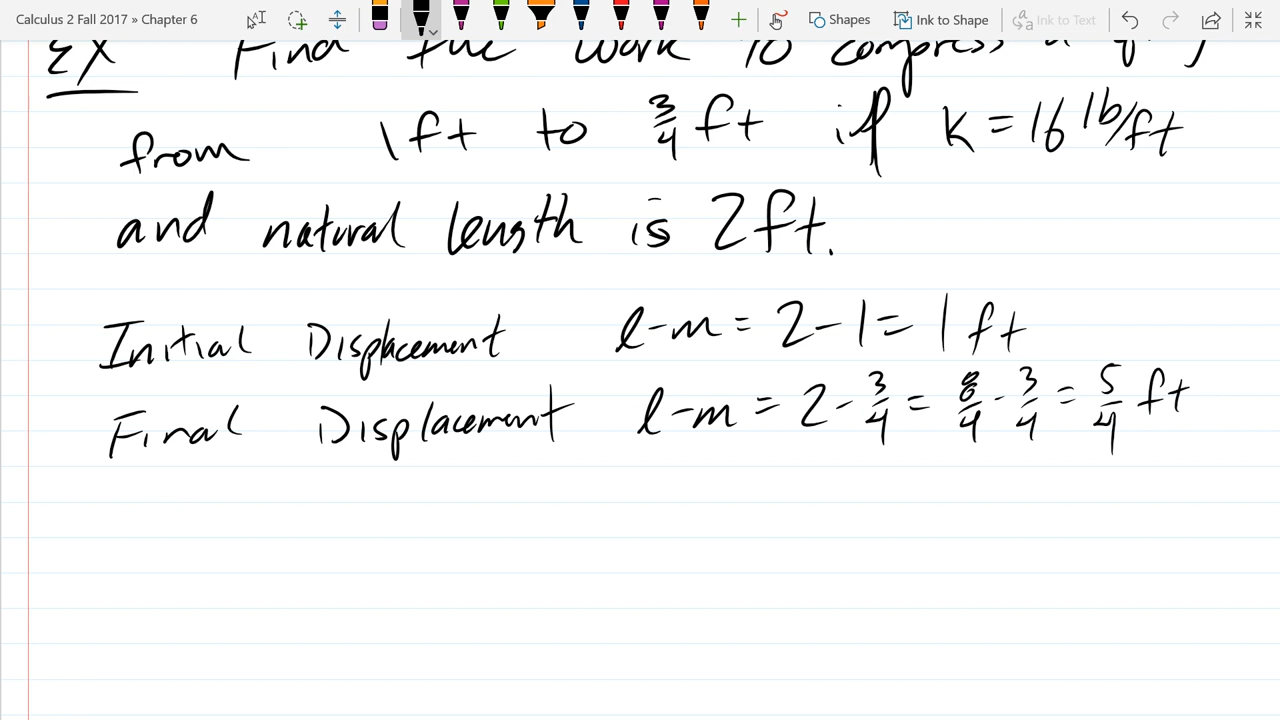 Calculus 2 Fall 2017 » Chapter 6 Shapes Ink to Shape Ink to Text
EX Find the work to compress a
from 1ft to 3/4 ft if K = 16 lb/ft
and natural length is 2ft.
Initial Displacement l-m = 2-1 = 1 ft
Final Displacement l-m = 2 - 3/4 = 8/4 - 3/4 = 5/4 ft